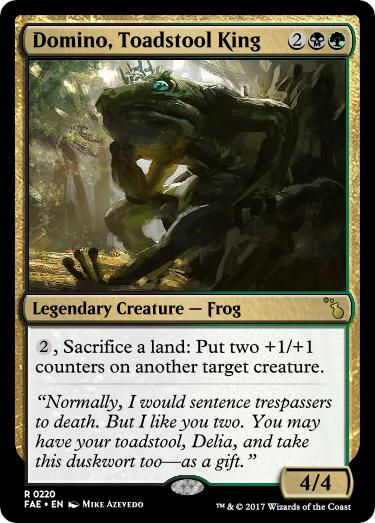 Domino, Toadstool King 2
Legendary Creature — Frog
2, Sacrifice a land: Put two +1/+1
counters on another target creature.
“Normally, I would sentence trespassers
to death. But I like you two. You may
have your toadstool, Delia, and take
this duskwort too—as a gift.”
4/4
R 0220
FAE • EN Mike Azevedo
™ & © 2017 Wizards of the Coast